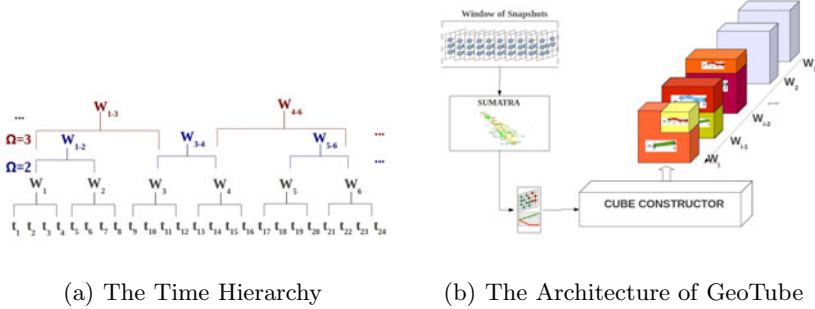 ...
W1-3
W4-6
...
Ω=3
W1-2
W3-4
W5-6
...
Ω=2
W1 W2 W3 W4 W5 W6
t1 t2 t3 t4 t5 t6 t7 t8 t9 t10 t11 t12 t13 t14 t15 t16 t17 t18 t19 t20 t21 t22 t23 t24
(a) The Time Hierarchy
Window of Snapshots
SUMATRA
CUBE CONSTRUCTOR
W1
W2
Wi-2
Wi-1
Wi
(b) The Architecture of GeoTube